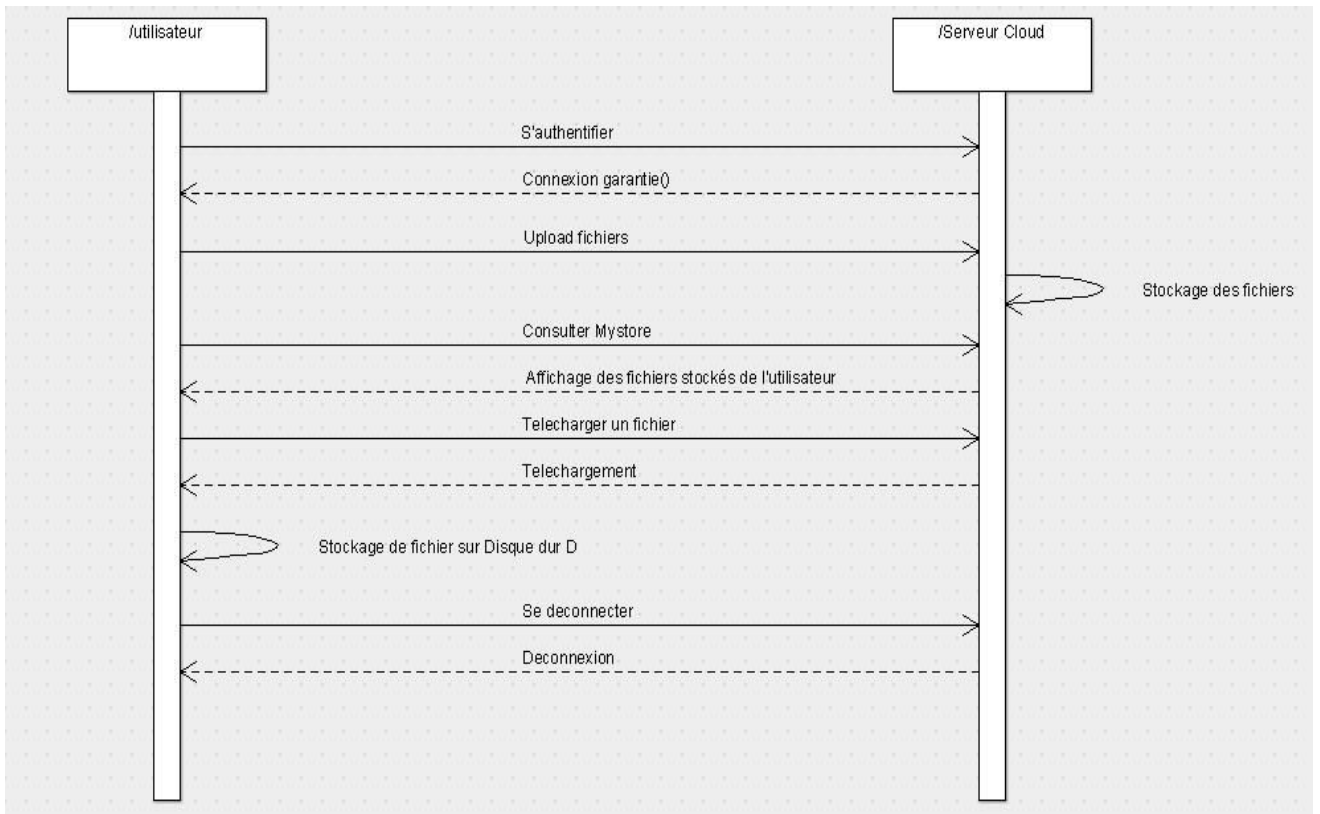 /utilisateur
/Serveur Cloud
S'authentifier
Connexion garantie()
Upload fichiers
Stockage des fichiers
Consulter Mystore
Affichage des fichiers stockés de l'utilisateur
Telecharger un fichier
Telechargement
Stockage de fichier sur Disque dur D
Se deconnecter
Deconnexion